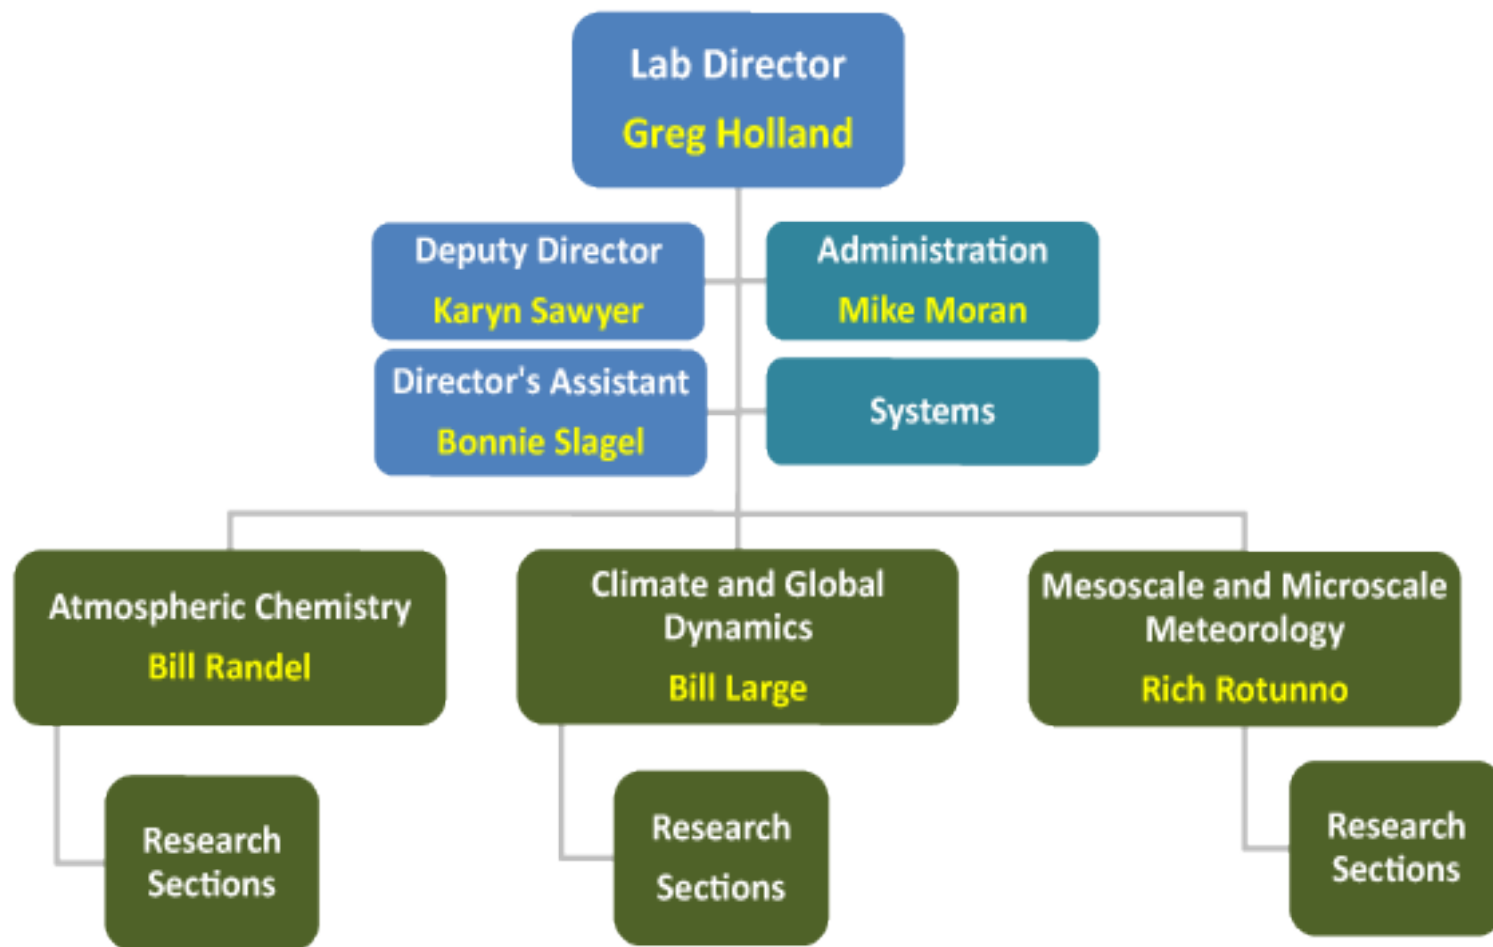 Lab Director
Greg Holland
Deputy Director
Karyn Sawyer
Administration
Mike Moran
Director's Assistant
Bonnie Slagel
Systems
Atmospheric Chemistry
Bill Randel
Climate and Global
Dynamics
Bill Large
Mesoscale and Microscale
Meteorology
Rich Rotunno
Research
Sections
Research
Sections
Research
Sections